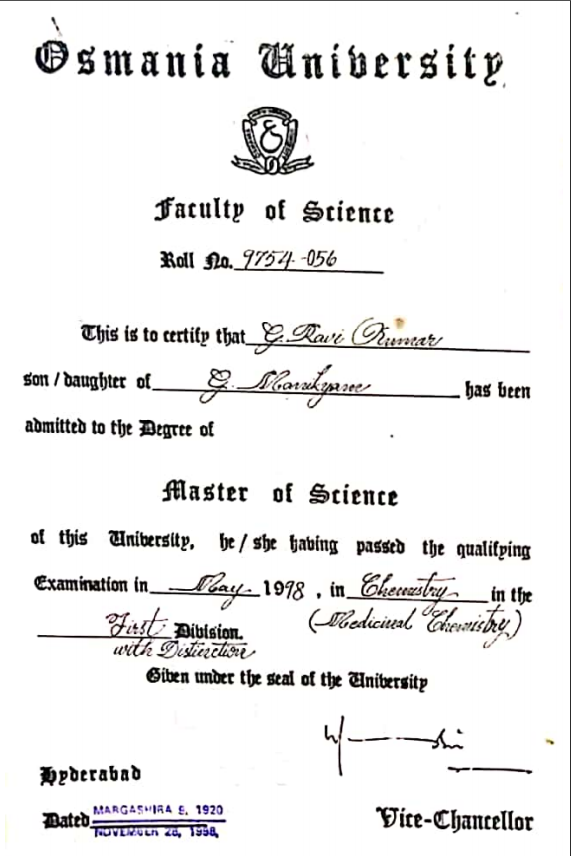 Osmania University
Faculty of Science
Roll No. 9754-056
This is to certify that G. Ravi Kumar
son / daughter of G. Manikyam has been
admitted to the Degree of
Master of Science
of this University, he / she having passed the qualifying
Examination in May 1998 , in Chemistry in the
First Division. (Medicinal Chemistry)
with Distinction
Given under the seal of the University
Hyderabad
Dated MARGASHIRA 5, 1920
NOVEMBER 26, 1998,
Vice-Chancellor